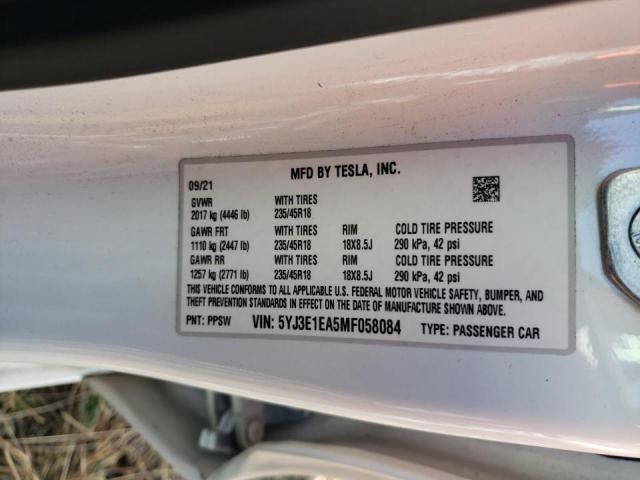 MFD BY TESLA, INC.
09/21
GVWR WITH TIRES
2017 kg (4446 lb) 235/45R18
GAWR FRT WITH TIRES RIM COLD TIRE PRESSURE
1110 kg (2447 lb) 235/45R18 18X8.5J 290 kPa, 42 psi
GAWR RR WITH TIRES RIM COLD TIRE PRESSURE
1257 kg (2771 lb) 235/45R18 18X8.5J 290 kPa, 42 psi
THIS VEHICLE CONFORMS TO ALL APPLICABLE U.S. FEDERAL MOTOR VEHICLE SAFETY, BUMPER, AND
THEFT PREVENTION STANDARDS IN EFFECT ON THE DATE OF MANUFACTURE SHOWN ABOVE.
PNT: PPSW VIN: 5YJ3E1EA5MF058084 TYPE: PASSENGER CAR